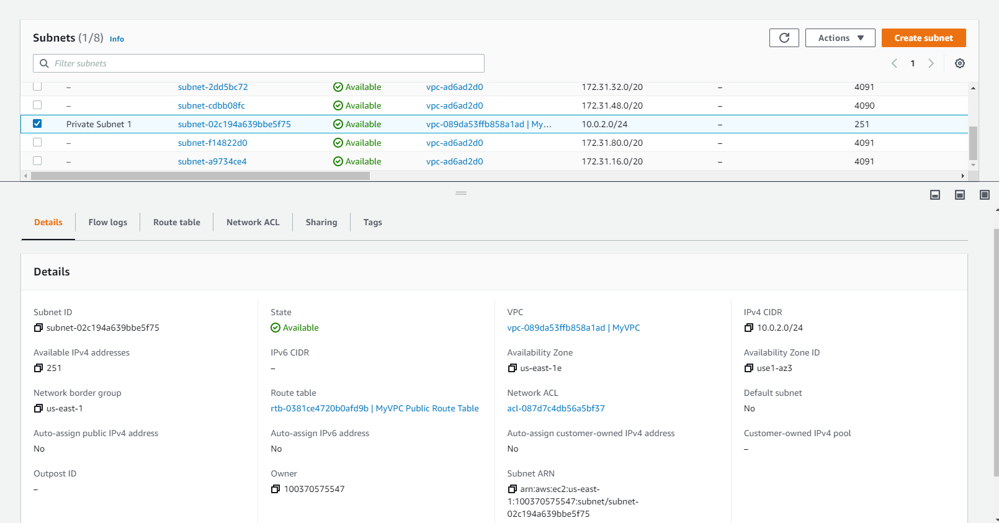 Subnets (1/8) Info
Actions
Create subnet
Filter subnets
1
– subnet-2dd5bc72 Available vpc-ad6ad2d0 172.31.32.0/20 – 4091
– subnet-cdbb08fc Available vpc-ad6ad2d0 172.31.48.0/20 – 4090
Private Subnet 1 subnet-02c194a639bbe5f75 Available vpc-089da53ffb858a1ad | My... 10.0.2.0/24 – 251
– subnet-f14822d0 Available vpc-ad6ad2d0 172.31.80.0/20 – 4091
– subnet-a9734ce4 Available vpc-ad6ad2d0 172.31.16.0/20 – 4091
Details Flow logs Route table Network ACL Sharing Tags
Details
Subnet ID
subnet-02c194a639bbe5f75
State
Available
VPC
vpc-089da53ffb858a1ad | MyVPC
IPv4 CIDR
10.0.2.0/24
Available IPv4 addresses
251
IPv6 CIDR
–
Availability Zone
us-east-1e
Availability Zone ID
use1-az3
Network border group
us-east-1
Route table
rtb-0381ce4720b0afd9b | MyVPC Public Route Table
Network ACL
acl-087d7c4db56a5bf37
Default subnet
No
Auto-assign public IPv4 address
No
Auto-assign IPv6 address
No
Auto-assign customer-owned IPv4 address
No
Customer-owned IPv4 pool
–
Outpost ID
–
Owner
100370575547
Subnet ARN
arn:aws:ec2:us-east-
1:100370575547:subnet/subnet-
02c194a639bbe5f75